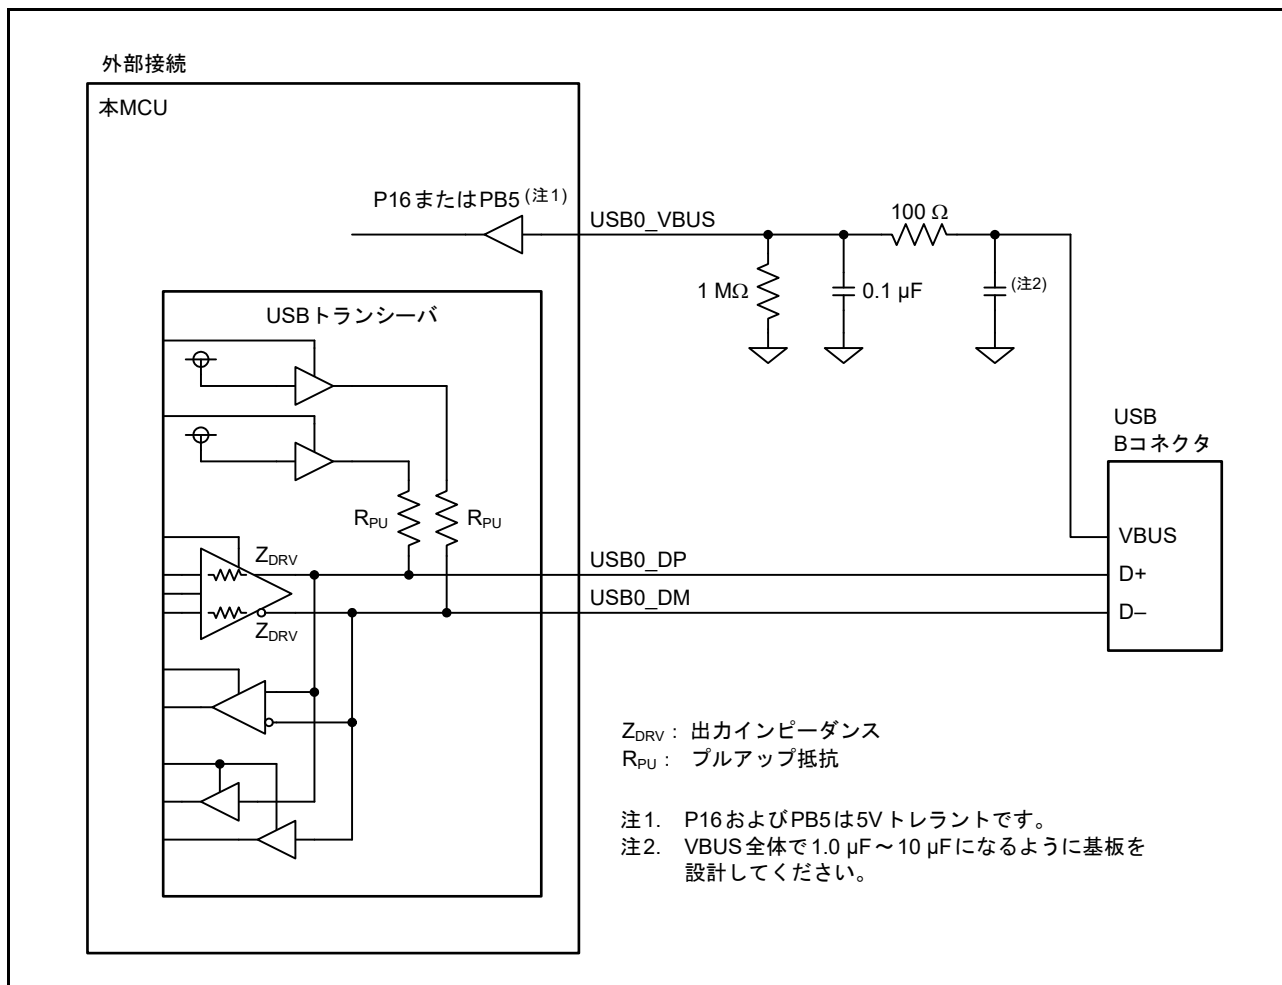 外部接続
本MCU
P16またはPB5 (注1)
USB0_VBUS
100 Ω
1 MΩ
0.1 µF
(注2)
USBトランシーバ
USB
Bコネクタ
RPU
RPU
VBUS
ZDRV
USB0_DP
D+
USB0_DM
D–
ZDRV
ZDRV : 出力インピーダンス
RPU : プルアップ抵抗
注1. P16およびPB5は5Vトレラントです。
注2. VBUS全体で1.0 µF～10 µFになるように基板を
設計してください。